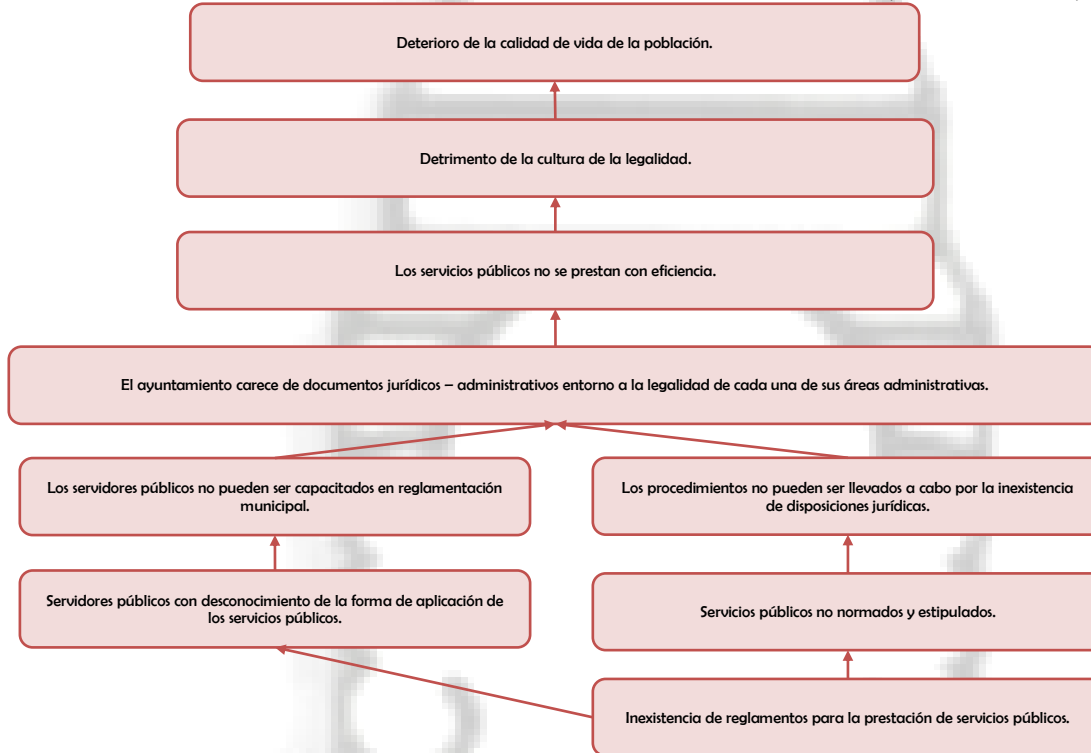 Deterioro de la calidad de vida de la población.
Detrimento de la cultura de la legalidad.
Los servicios públicos no se prestan con eficiencia.
El ayuntamiento carece de documentos jurídicos – administrativos entorno a la legalidad de cada una de sus áreas administrativas.
Los servidores públicos no pueden ser capacitados en reglamentación
municipal.
Los procedimientos no pueden ser llevados a cabo por la inexistencia
de disposiciones jurídicas.
Servidores públicos con desconocimiento de la forma de aplicación de
los servicios públicos.
Servicios públicos no normados y estipulados.
Inexistencia de reglamentos para la prestación de servicios públicos.